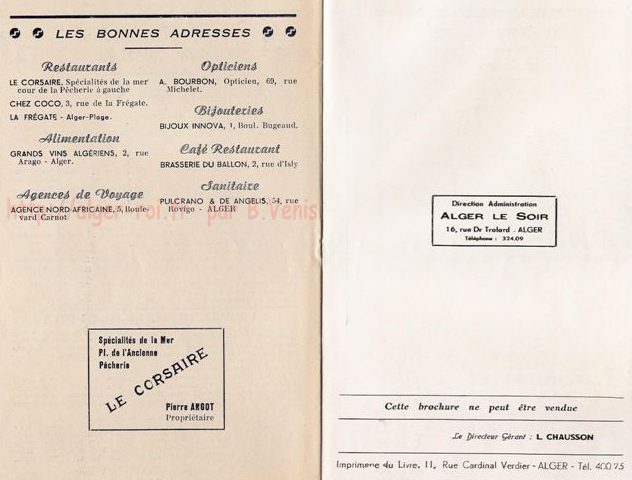 LES BONNES ADRESSES
Restaurants
LE CORSAIRE, Spécialités de la mer
cour de la Pêcherie à gauche
CHEZ COCO, 3, rue de la Frégate.
LA FRÉGATE - Alger-Plage.
Alimentation
GRANDS VINS ALGÉRIENS, 2, rue
Arago - Alger.
Agences de Voyage
AGENCE NORD-AFRICAINE, 5, Boule-
vard Carnot
Opticiens
A. BOURBON, Opticien, 69, rue
Michelet.
Bijouteries
BIJOUX INNOVA, 1, Boul. Bugeaud.
Café Restaurant
BRASSERIE DU BALLON, 2, rue d'Isly
Sanitaire
PULCRANO & DE ANGELIS, 54, rue
Rovigo - ALGER
http://alger-roi.fr par B.Venis
Spécialités de la Mer
Pl. de l'Ancienne
Pêcherie
LE CORSAIRE
Pierre ANGOT
Propriétaire
Direction Administration
ALGER LE SOIR
16, rue Dr Trolard . ALGER
Téléphone : 324.09
Cette brochure ne peut être vendue
Le Directeur Gérant : L. CHAUSSON
Imprimerie du Livre, 11, Rue Cardinal Verdier - ALGER - Tél. 400 75